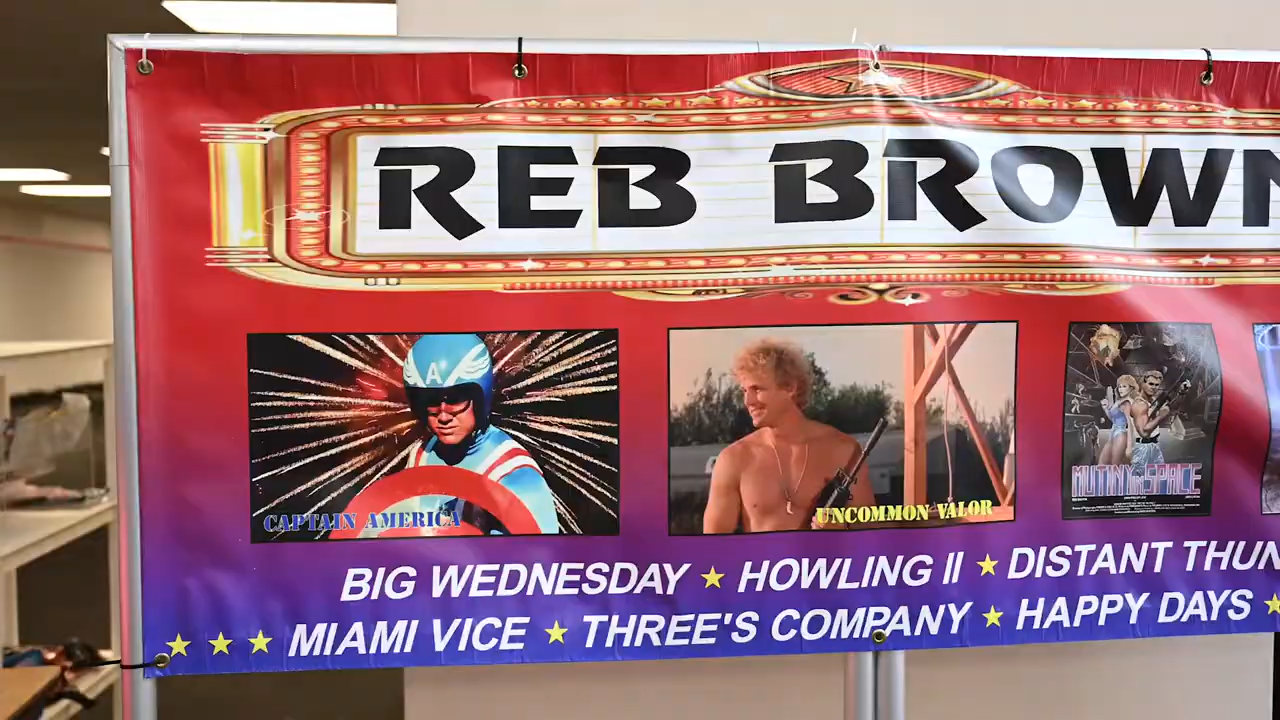 REB BROWN
A
CAPTAIN AMERICA
UNCOMMON VALOR
MUTINY IN SPACE
BIG WEDNESDAY ★ HOWLING II ★ DISTANT THUN
★ ★ ★ MIAMI VICE ★ THREE'S COMPANY ★ HAPPY DAYS ★